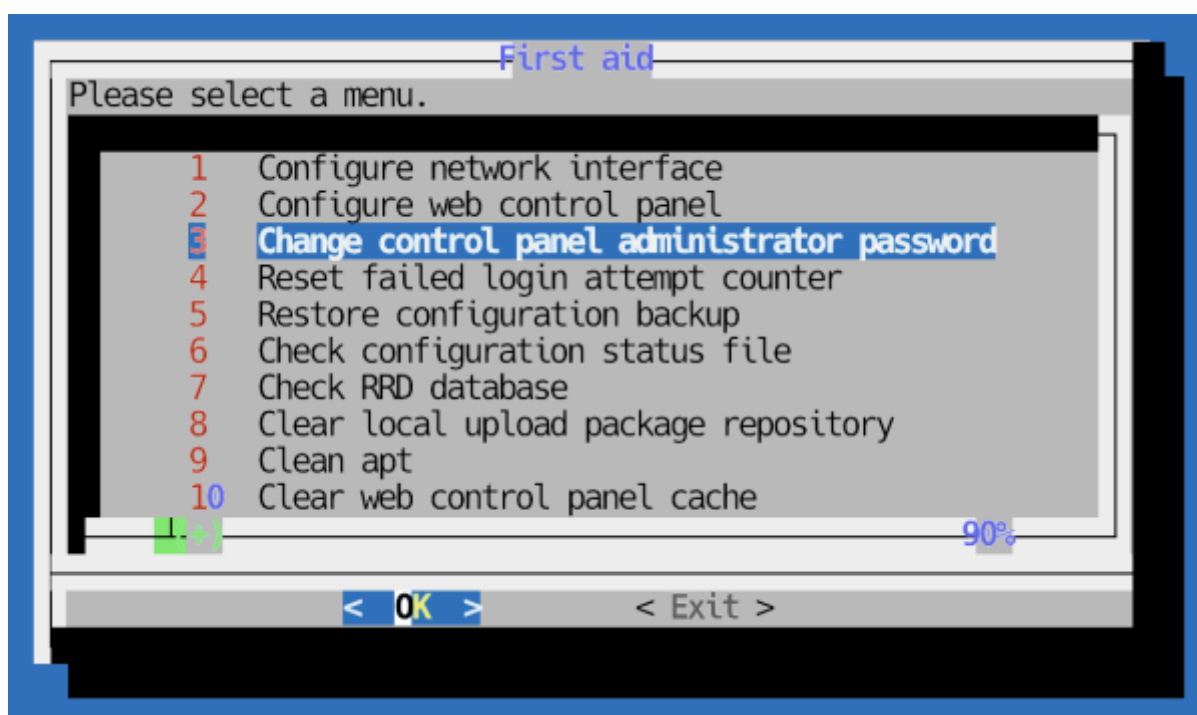 First aid
Please select a menu.
1 Configure network interface
2 Configure web control panel
3 Change control panel administrator password
4 Reset failed login attempt counter
5 Restore configuration backup
6 Check configuration status file
7 Check RRD database
8 Clear local upload package repository
9 Clean apt
10 Clear web control panel cache
(+) 90%
< OK > < Exit >